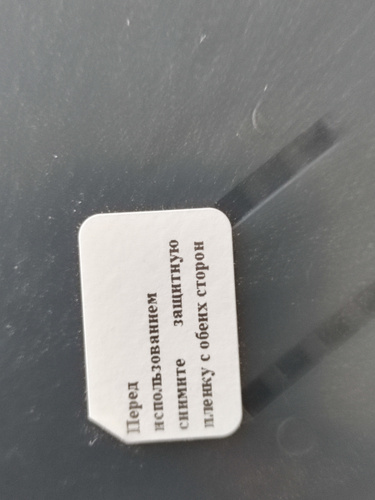 Перед
использованием
снимите защитную
пленку с обеих сторон